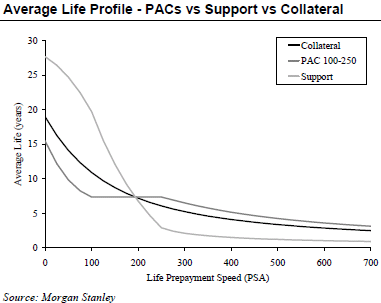 Average Life Profile - PACs vs Support vs Collateral
30
25
20
15
10
5
0
Average Life (years)
Collateral
PAC 100-250
Support
0 100 200 300 400 500 600 700
Life Prepayment Speed (PSA)
Source: Morgan Stanley